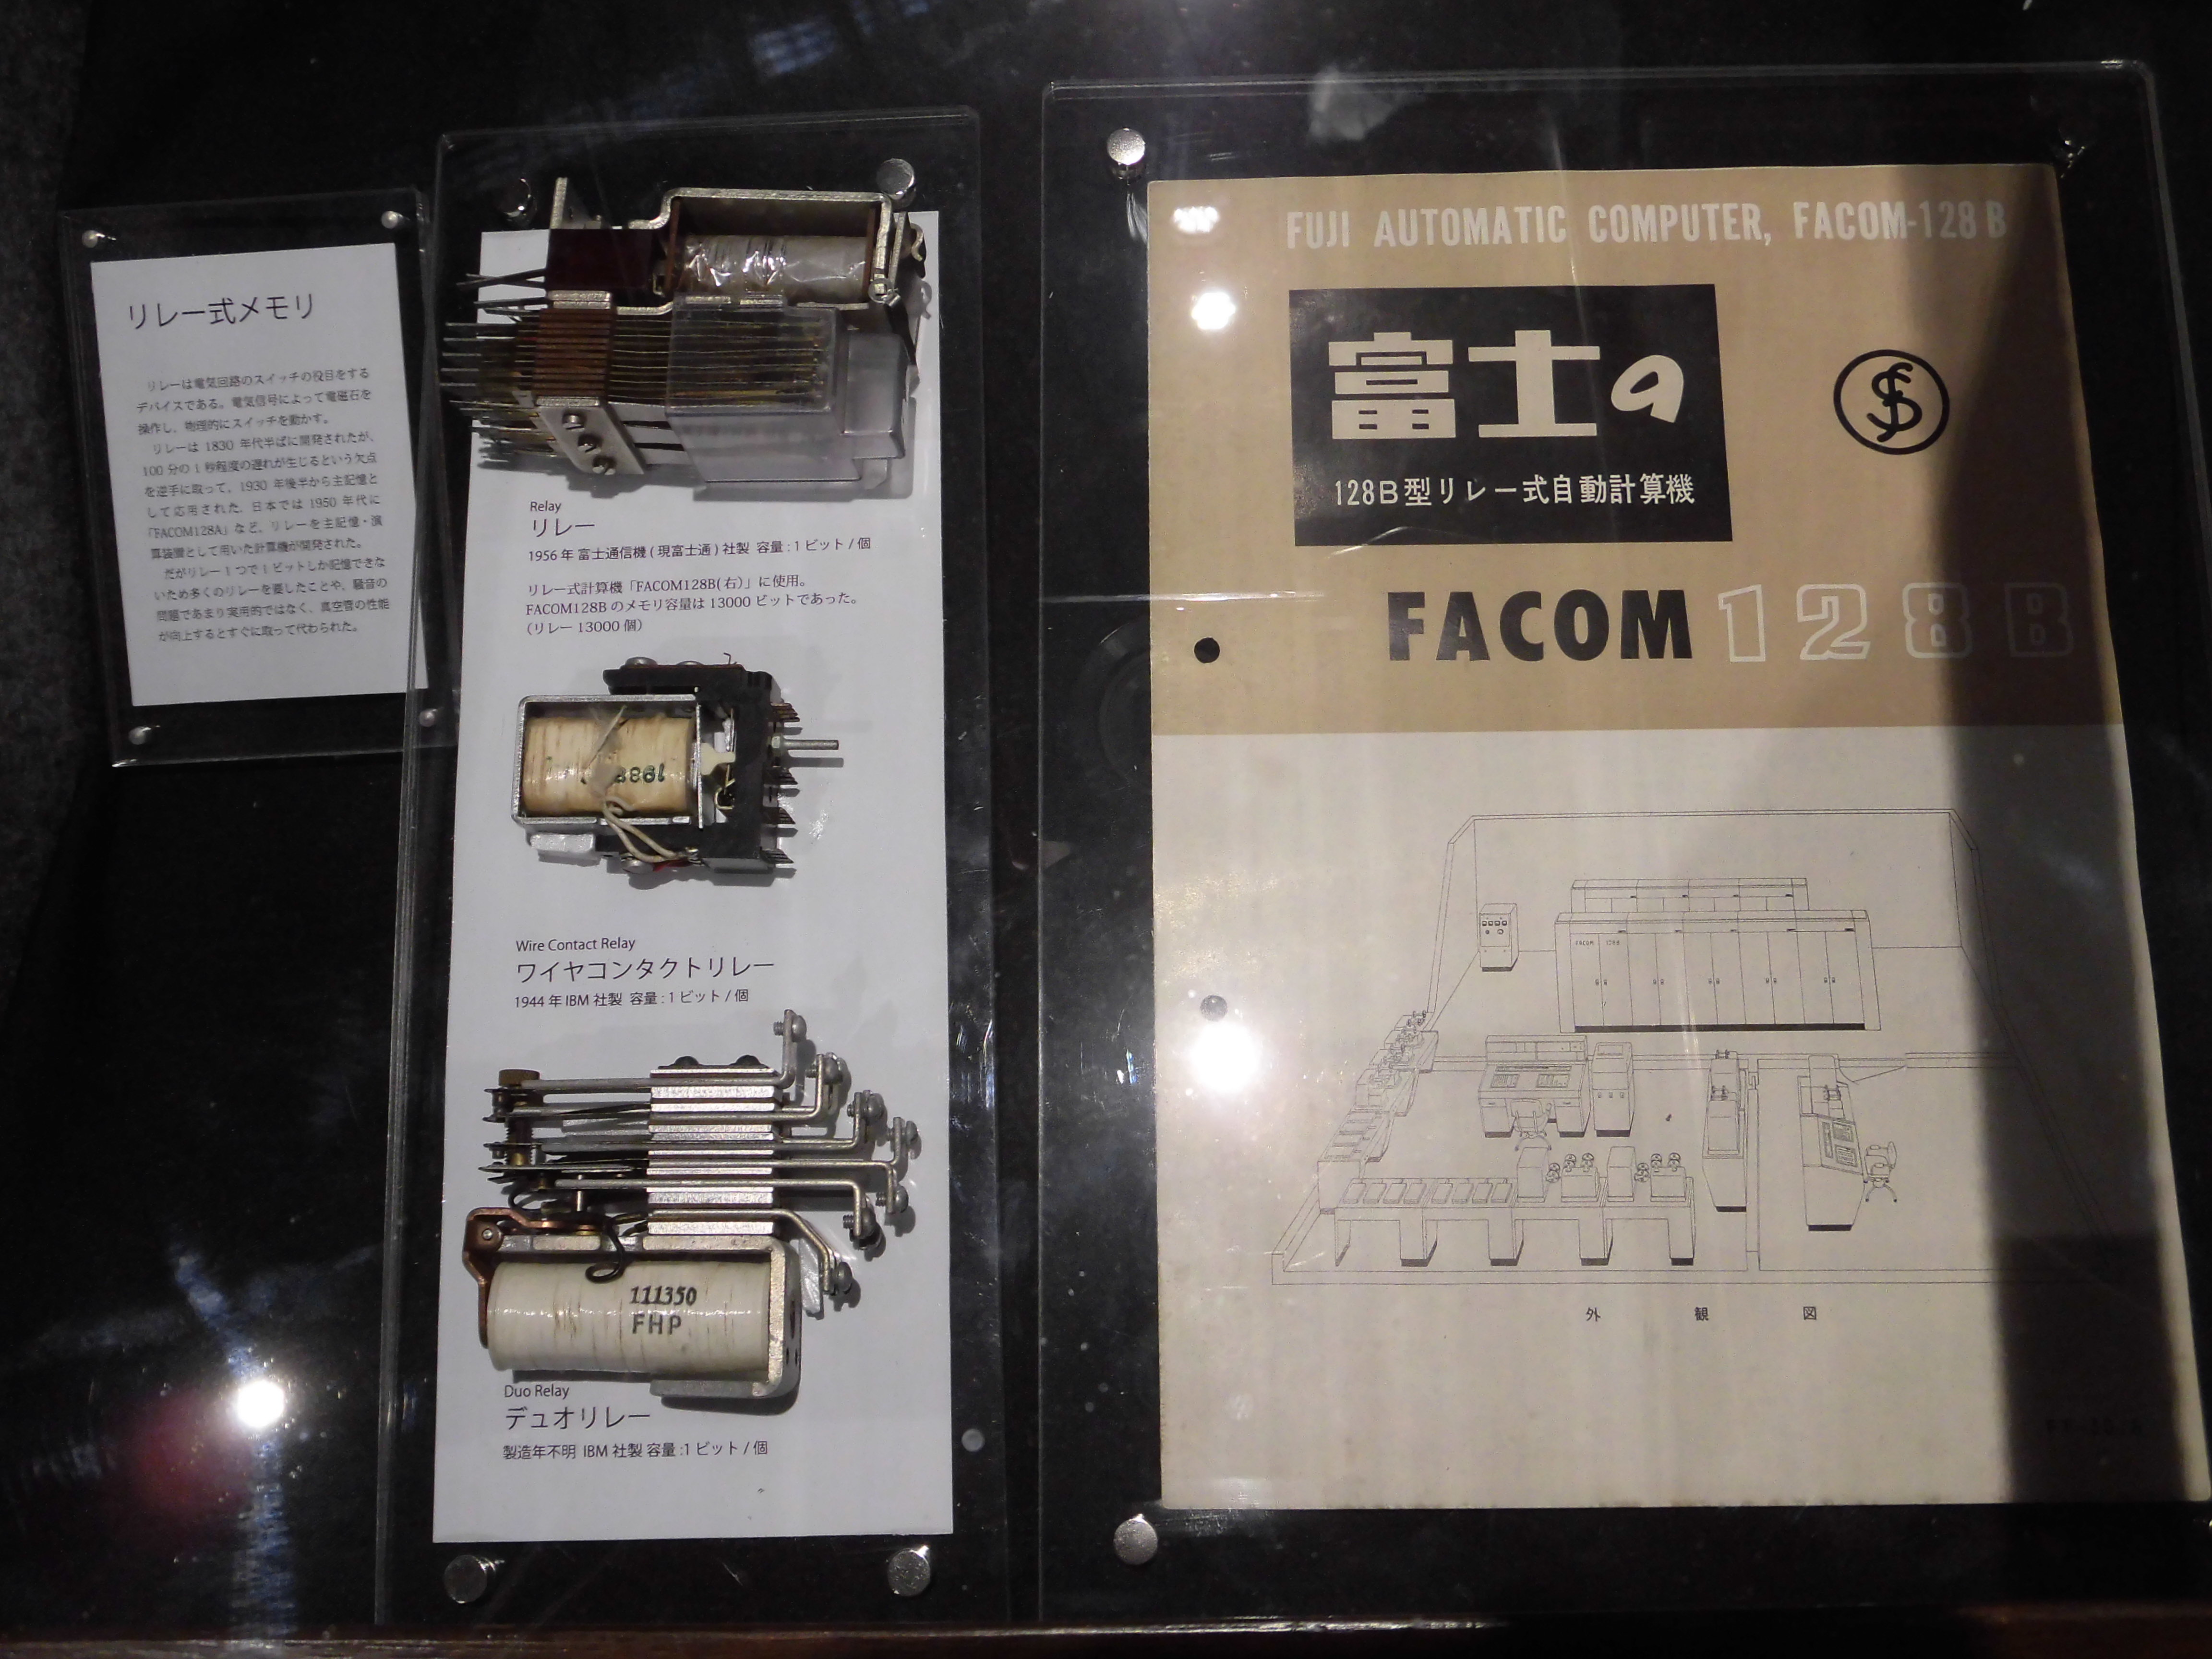 リレー式メモリ
リレーは電気回路のスイッチの役目をする
デバイスである。電気信号によって電磁石を
操作し、物理的にスイッチを動かす。
リレーは 1830 年代半ばに開発されたが、
100 分の 1 秒程度の遅れが生じるという欠点
を逆手に取って、1930 年後半から主記憶と
して応用された。日本では 1950 年代に
「FACOM128A」など、リレーを主記憶・演
算装置として用いた計算機が開発された。
だがリレー 1 つで 1 ビットしか記憶できな
いため多くのリレーを要したことや、騒音の
問題であまり実用的ではなく、真空管の性能
が向上するとすぐに取って代わられた。
Relay
リレー
1956 年 富士通信機 ( 現富士通 ) 社製 容量 : 1 ビット / 個
リレー式計算機「FACOM128B( 右)」に使用。
FACOM128B のメモリ容量は 13000 ビットであった。
(リレー 13000 個)
Wire Contact Relay
ワイヤコンタクトリレー
1944 年 IBM 社製 容量 : 1 ビット / 個
111350
FHP
Duo Relay
デュオリレー
製造年不明 IBM 社製 容量 :1 ビット / 個
FUJI AUTOMATIC COMPUTER, FACOM-128 B
富士
128B型リレー式自動計算機
FACOM 128B
FACOM 128B
外観図